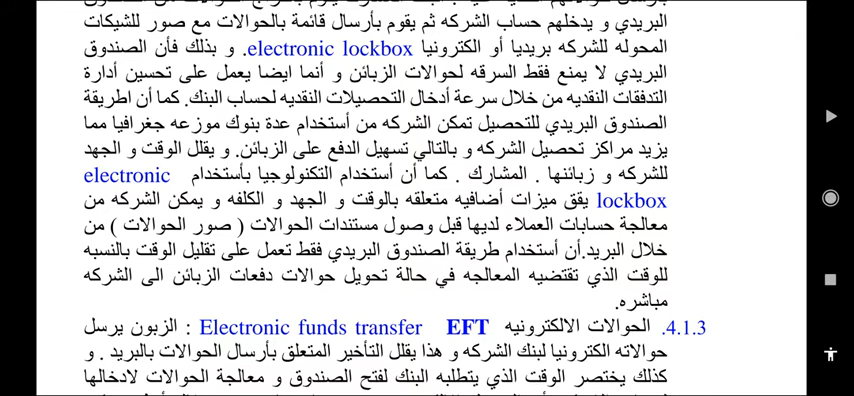 البريدي و يدخلهم حساب الشركه ثم يقوم بأرسال قائمة بالحوالات مع صور للشيكات
المحوله للشركه بريديا أو الكترونيا electronic lockbox. و بذلك فأن الصندوق
البريدي لا يمنع فقط السرقه لحوالات الزبائن و أنما ايضا يعمل على تحسين أدارة
التدفقات النقديه من خلال سرعة أدخال التحصيلات النقديه لحساب البنك. كما أن اطريقة
الصندوق البريدي للتحصيل تمكن الشركه من أستخدام عدة بنوك موزعه جغرافيا مما
يزيد مراكز تحصيل الشركه و بالتالي تسهيل الدفع على الزبائن. و يقلل الوقت و الجهد
للشركه و زبائنها . المشارك . كما أن أستخدام التكنولوجيا بأستخدام electronic
lockbox يقق ميزات أضافيه متعلقه بالوقت و الجهد و الكلفه و يمكن الشركه من
معالجة حسابات العملاء لديها قبل وصول مستندات الحوالات ( صور الحوالات ) من
خلال البريد.أن أستخدام طريقة الصندوق البريدي فقط تعمل على تقليل الوقت بالنسبه
للوقت الذي تقتضيه المعالجه في حالة تحويل حوالات دفعات الزبائن الى الشركه
مباشره.
4.1.3. الحوالات الالكترونيه Electronic funds transfer EFT : الزبون يرسل
حوالاته الكترونيا لبنك الشركه و هذا يقلل التأخير المتعلق بأرسال الحوالات بالبريد . و
كذلك يختصر الوقت الذي يتطلبه البنك لفتح الصندوق و معالجة الحوالات لادخالها